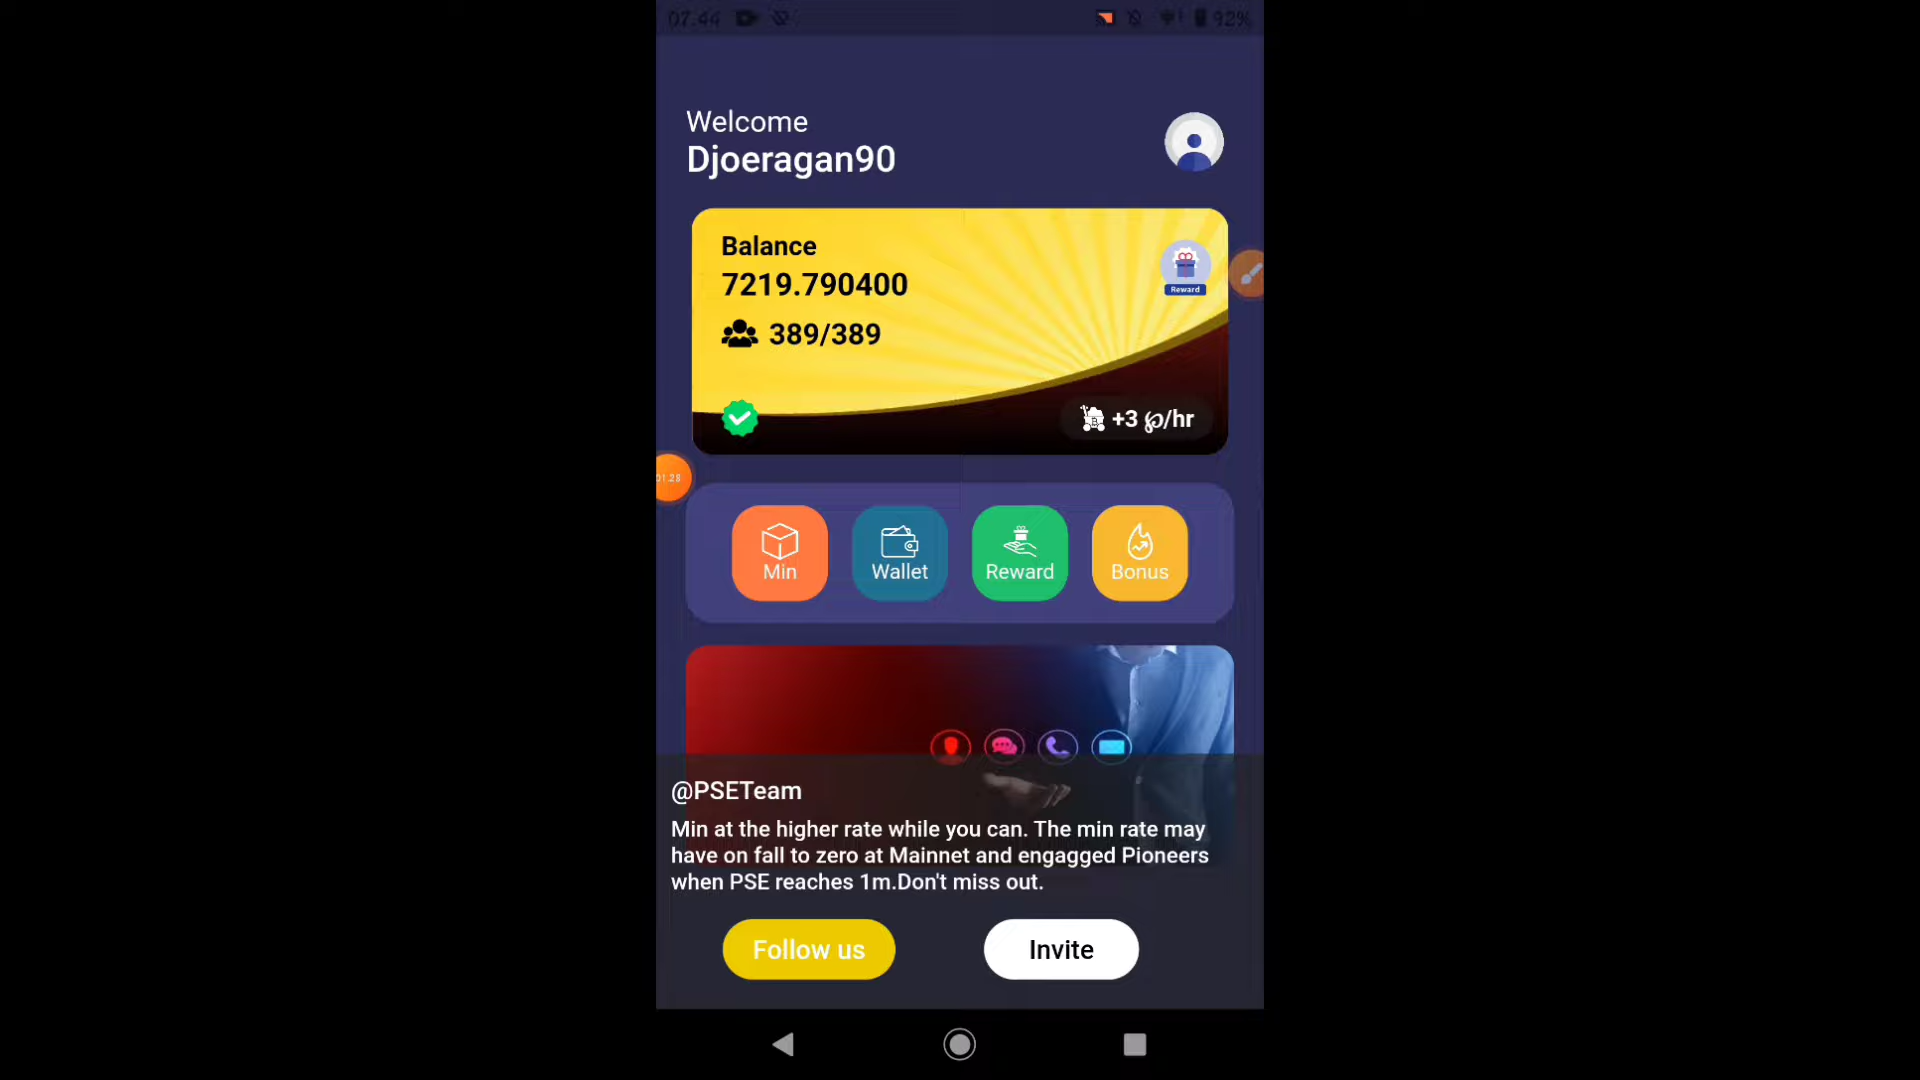 07:44
92%
Welcome
Djoeragan90
Balance
7219.790400
Reward
389/389
+3 ℘/hr
01:28
Min
Wallet
Reward
Bonus
@PSETeam
Min at the higher rate while you can. The min rate may
have on fall to zero at Mainnet and engagged Pioneers
when PSE reaches 1m.Don't miss out.
Follow us
Invite